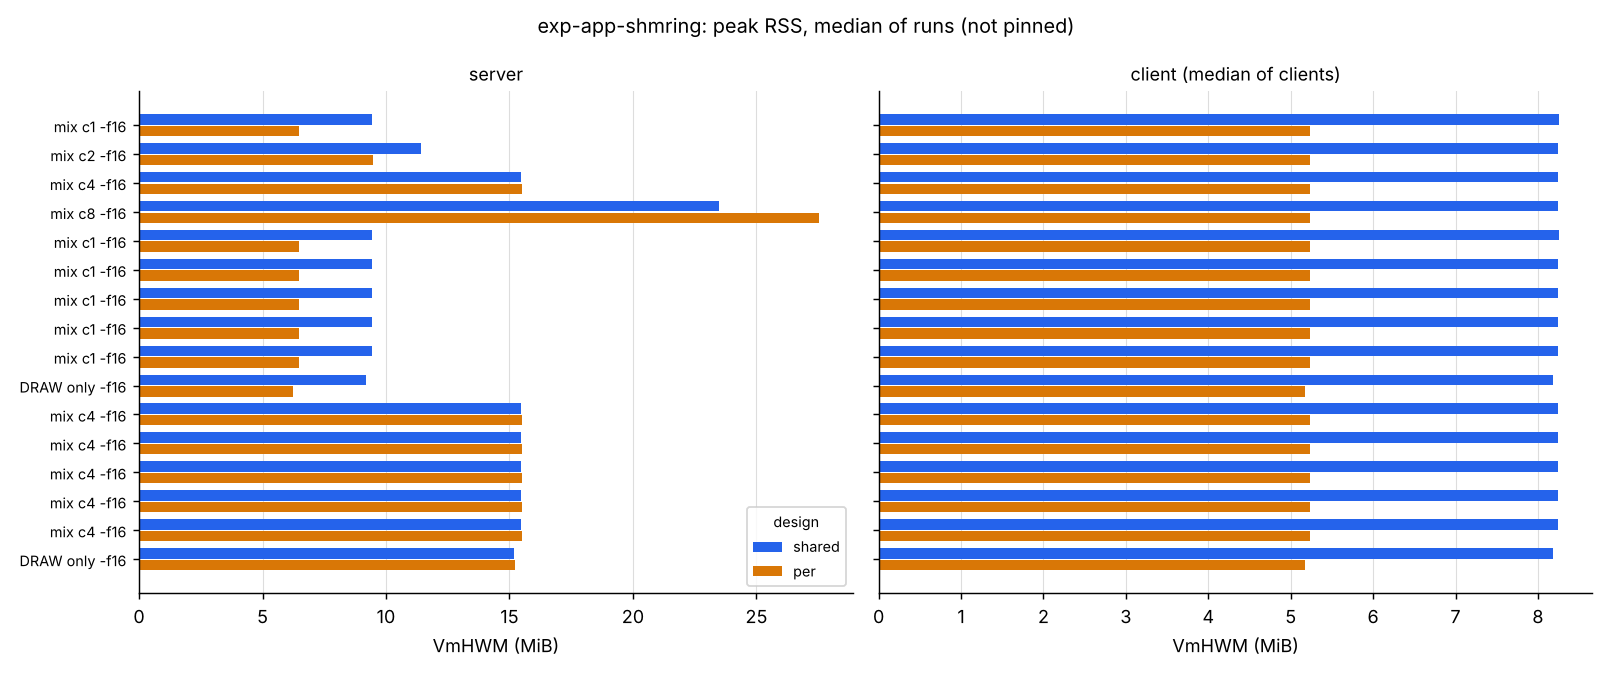 exp-app-shmring: peak RSS, median of runs (not pinned)
server
client (median of clients)
mix c1 -f16
mix c2 -f16
mix c4 -f16
mix c8 -f16
mix c1 -f16
mix c1 -f16
mix c1 -f16
mix c1 -f16
mix c1 -f16
DRAW only -f16
mix c4 -f16
mix c4 -f16
mix c4 -f16
mix c4 -f16
mix c4 -f16
DRAW only -f16
design
shared
per
0 5 10 15 20 25
VmHWM (MiB)
0 1 2 3 4 5 6 7 8
VmHWM (MiB)